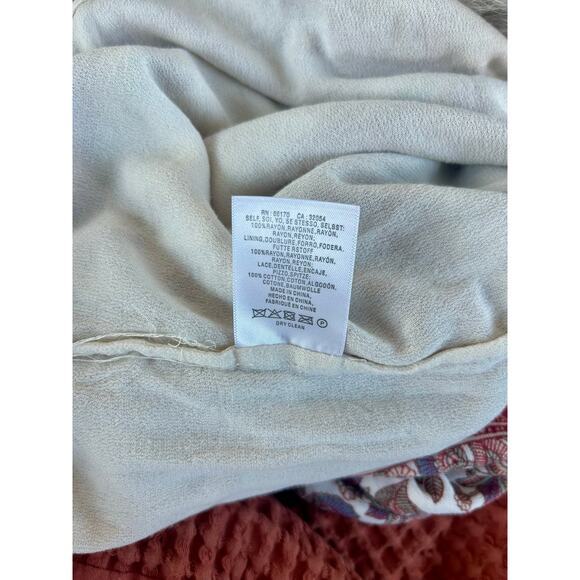 RN : 66170 CA : 32054
SELF, SOI, YO, SE STESSO, SELBST:
100%RAYON,RAYONNE,RAYÓN,
RAYON, REYON;
LINING,DOUBLURE,FORRO,FODERA,
FUTTERSTOFF
100%RAYON,RAYONNE,RAYÓN,
RAYON, REYON;
LACE,DENTELLE,ENCAJE,
PIZZO,SPITZE:
100% COTTON,COTON,ALGODÓN,
COTONE,BAUMWOLLE
MADE IN CHINA,
HECHO EN CHINA,
FABRIQUÉ EN CHINE
P
DRY CLEAN